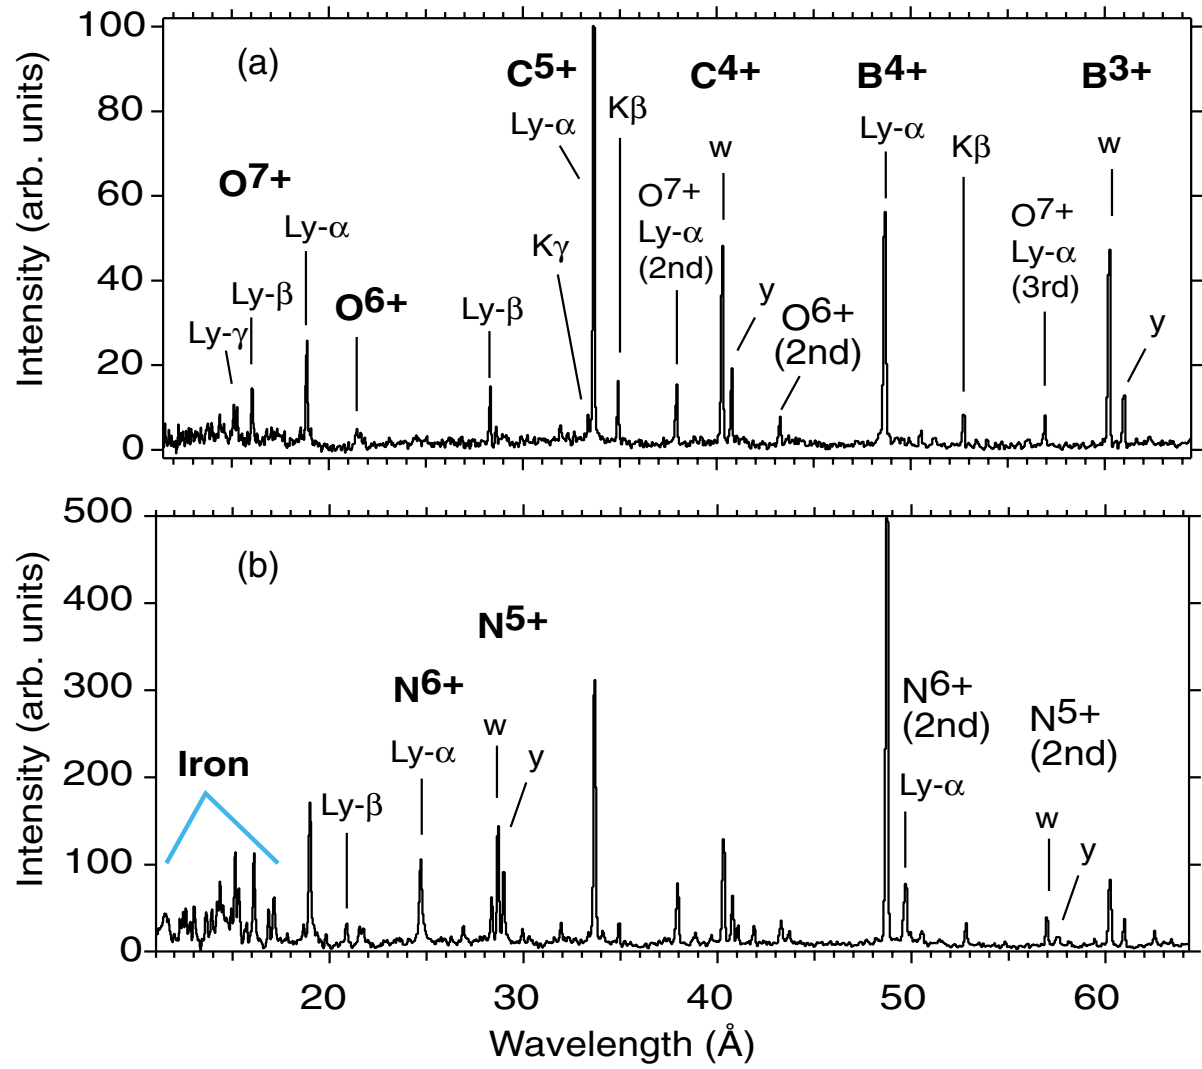 (a)
Intensity (arb. units)
100
80
60
40
20
0
O7+
Ly-γ
Ly-β
Ly-α
O6+
Ly-β
C5+
Ly-α
Kγ
Kβ
O7+
Ly-α
(2nd)
C4+
w
y
O6+
(2nd)
B4+
Ly-α
Kβ
O7+
Ly-α
(3rd)
B3+
w
y
(b)
Intensity (arb. units)
500
400
300
200
100
0
Iron
Ly-β
N6+
Ly-α
N5+
w
y
N6+
(2nd)
Ly-α
N5+
(2nd)
w
y
20
30
40
50
60
Wavelength (Å)